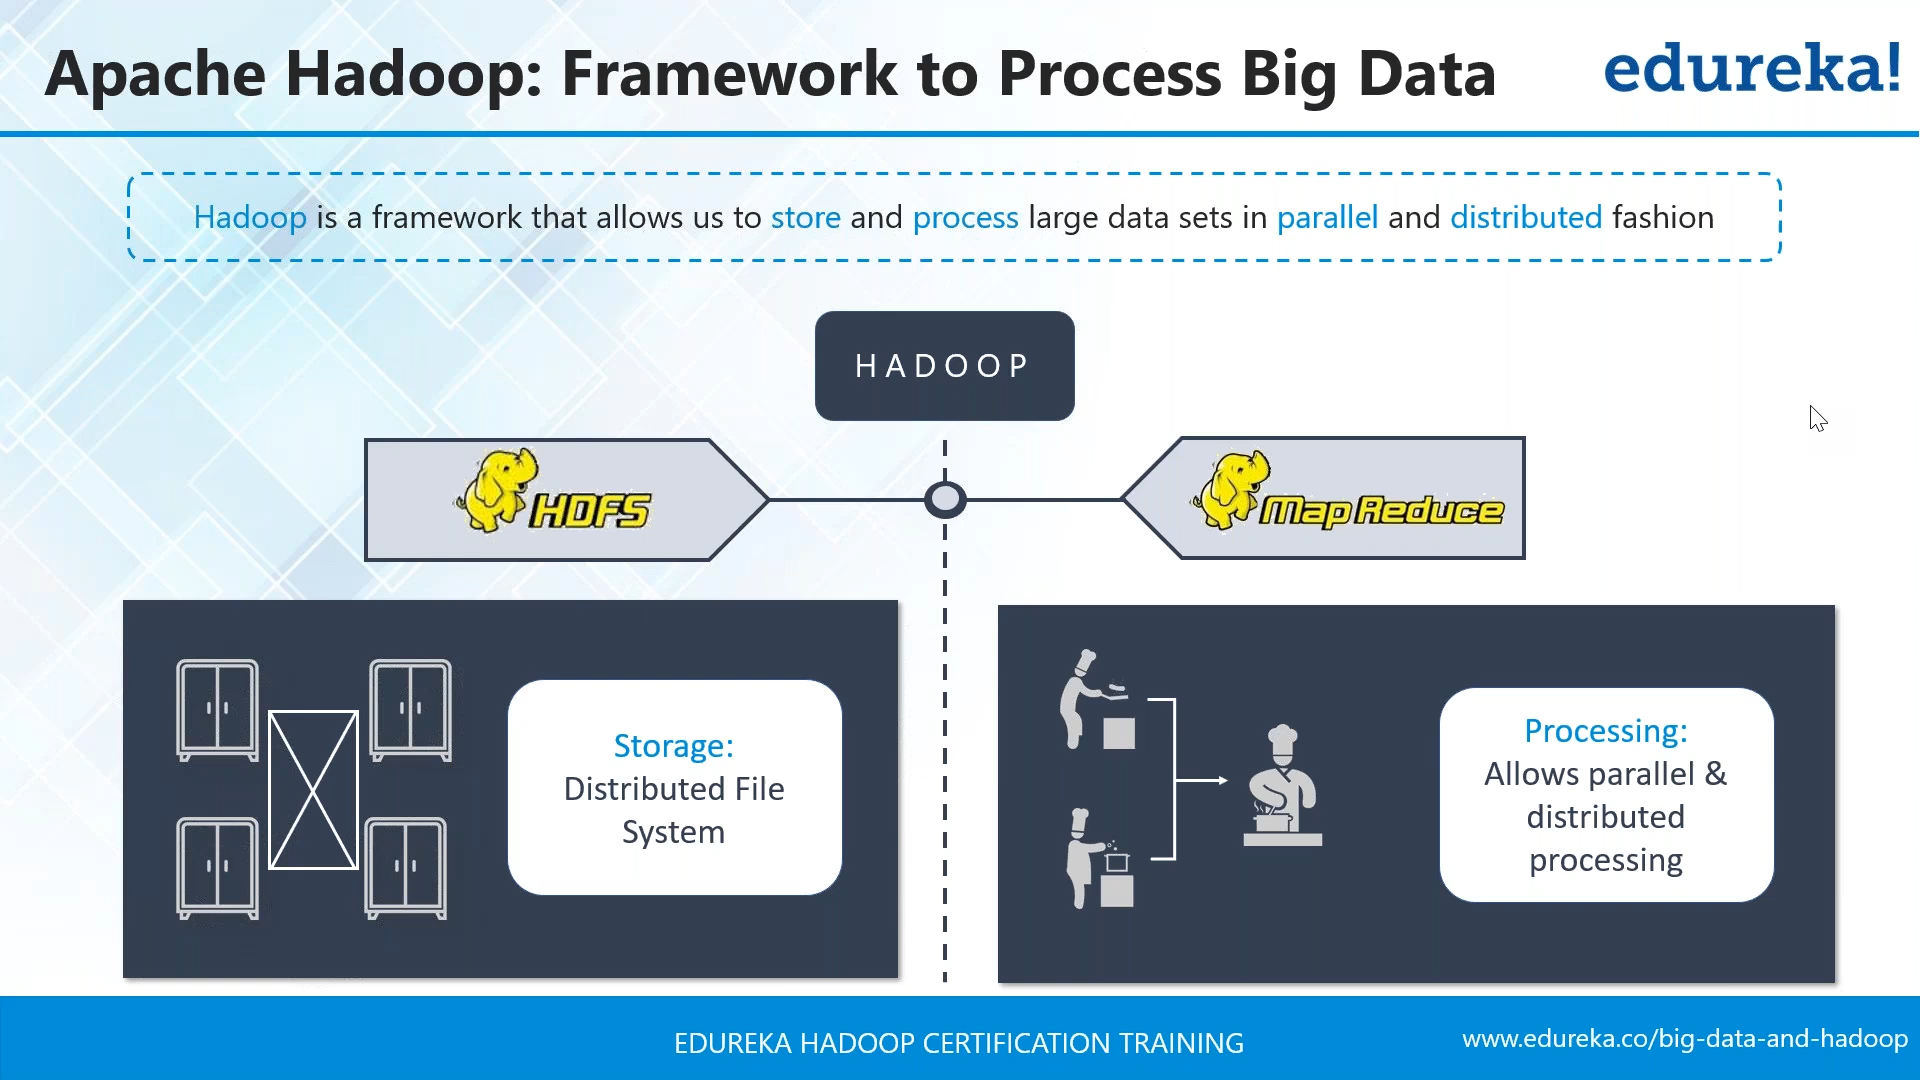 Apache Hadoop: Framework to Process Big Data
edureka!
Hadoop is a framework that allows us to store and process large data sets in parallel and distributed fashion
HADOOP
HDFS
Map Reduce
Storage:
Distributed File
System
Processing:
Allows parallel &
distributed
processing
EDUREKA HADOOP CERTIFICATION TRAINING
www.edureka.co/big-data-and-hadoop